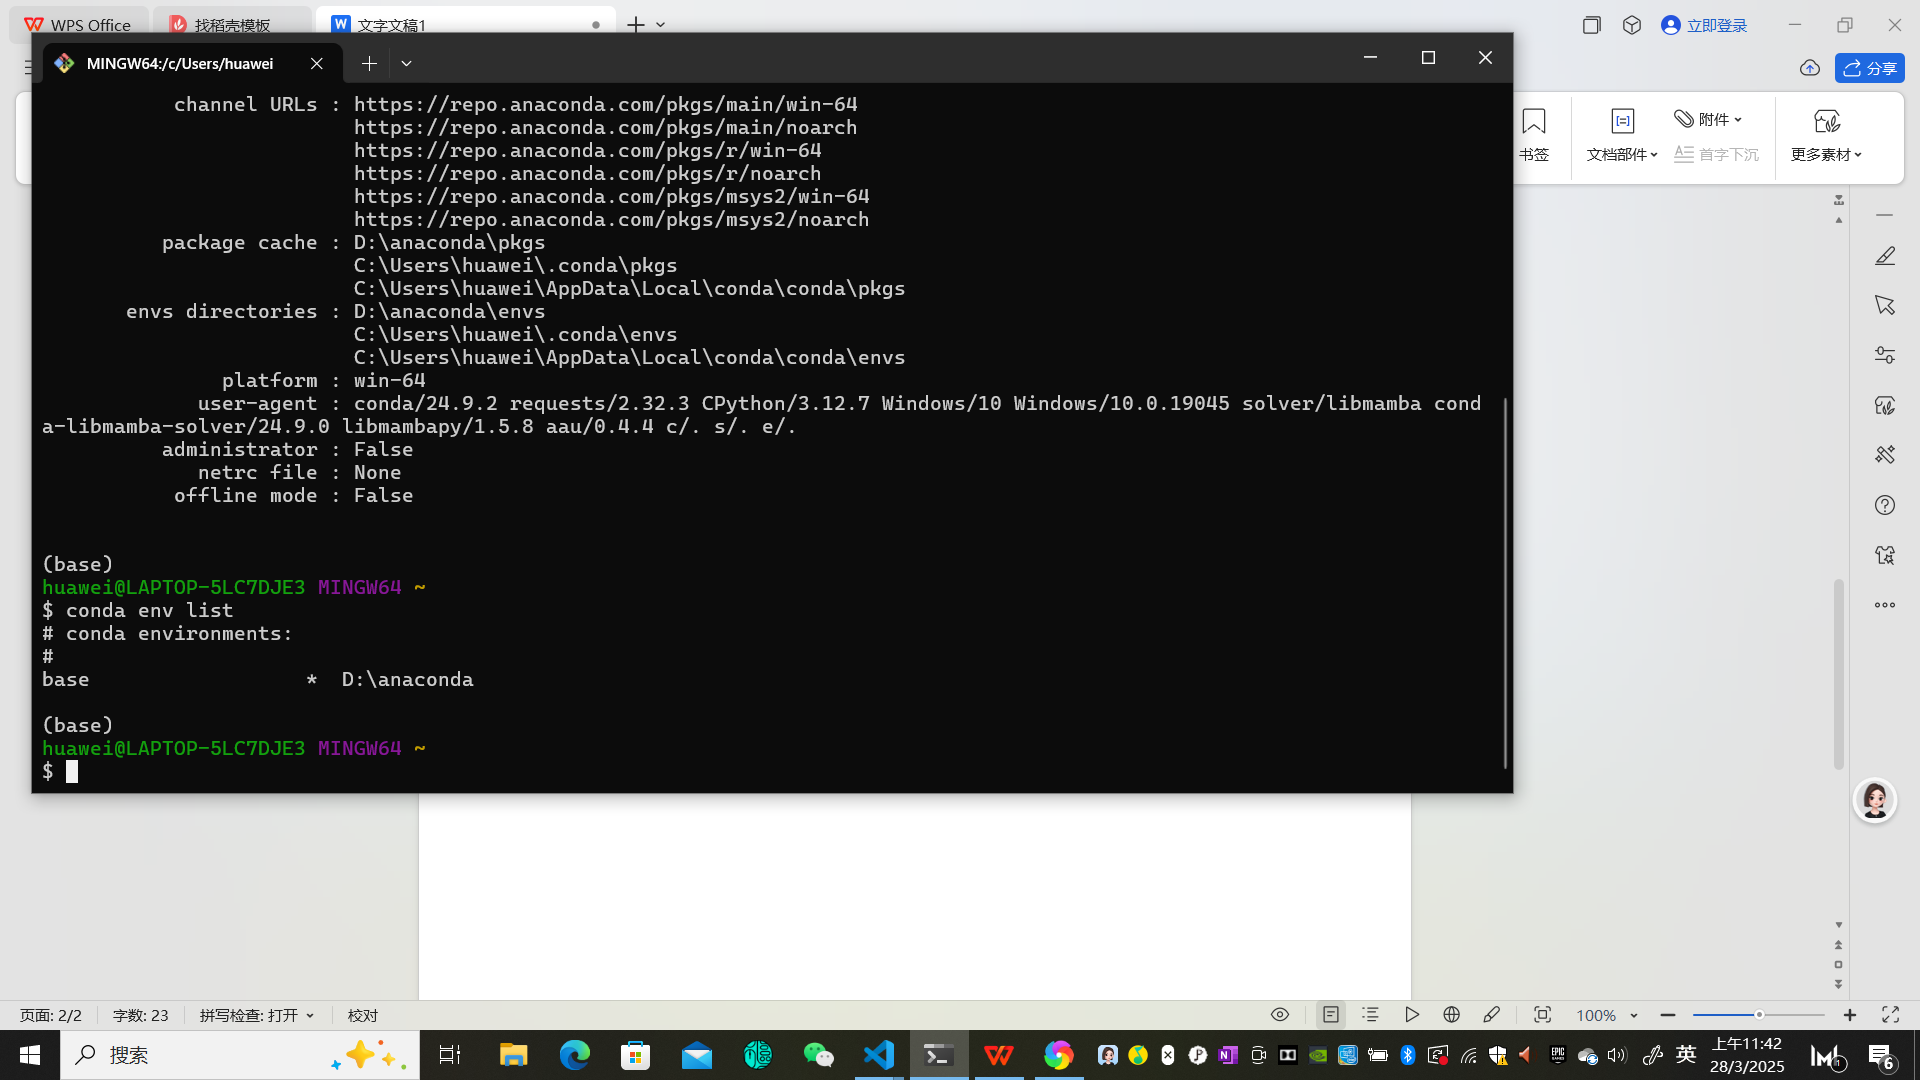 WPS Office
找稻壳模板
文字文稿1
立即登录
MINGW64:/c/Users/huawei
分享
channel URLs : https://repo.anaconda.com/pkgs/main/win-64
https://repo.anaconda.com/pkgs/main/noarch
https://repo.anaconda.com/pkgs/r/win-64
https://repo.anaconda.com/pkgs/r/noarch
https://repo.anaconda.com/pkgs/msys2/win-64
https://repo.anaconda.com/pkgs/msys2/noarch
package cache : D:\anaconda\pkgs
C:\Users\huawei\.conda\pkgs
C:\Users\huawei\AppData\Local\conda\conda\pkgs
envs directories : D:\anaconda\envs
C:\Users\huawei\.conda\envs
C:\Users\huawei\AppData\Local\conda\conda\envs
platform : win-64
user-agent : conda/24.9.2 requests/2.32.3 CPython/3.12.7 Windows/10 Windows/10.0.19045 solver/libmamba cond
a-libmamba-solver/24.9.0 libmambapy/1.5.8 aau/0.4.4 c/. s/. e/.
administrator : False
netrc file : None
offline mode : False
(base)
huawei@LAPTOP-5LC7DJE3 MINGW64 ~
$ conda env list
# conda environments:
#
base * D:\anaconda
(base)
huawei@LAPTOP-5LC7DJE3 MINGW64 ~
$
书签
文档部件
附件
首字下沉
更多素材
页面: 2/2
字数: 23
拼写检查: 打开
校对
100%
搜索
英
上午11:42
28/3/2025
6